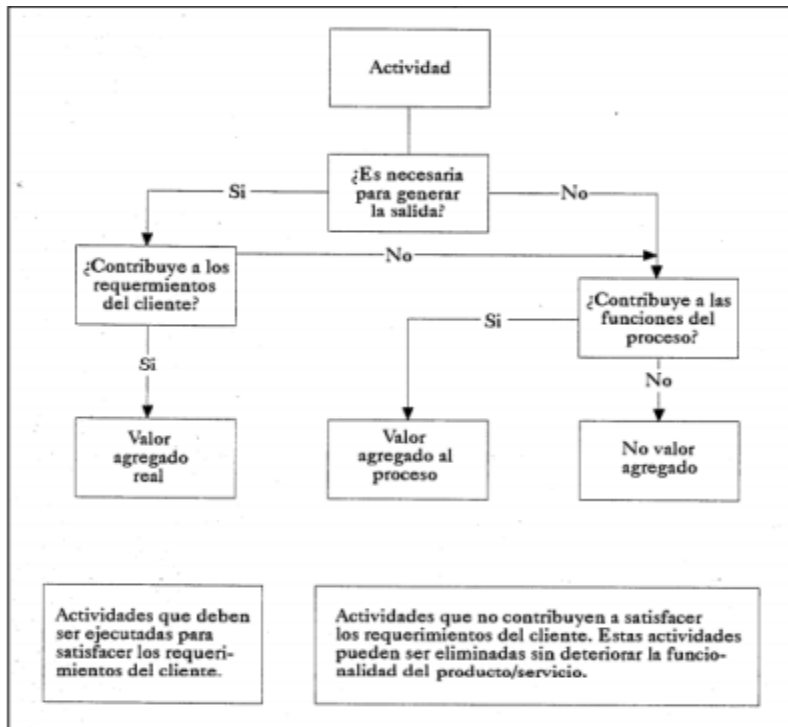 Actividad
¿Es necesaria
para generar
la salida?
Si
No
¿Contribuye a los
requermientos
del cliente?
No
¿Contribuye a las
funciones del
proceso?
Si
Si
No
Valor
agregado
real
Valor
agregado al
proceso
No valor
agregado
Actividades que deben
ser ejecutadas para
satisfacer los requeri-
mientos del cliente.
Actividades que no contribuyen a satisfacer
los requerimientos del cliente. Estas actividades
pueden ser eliminadas sin deteriorar la funcio-
nalidad del producto/servicio.